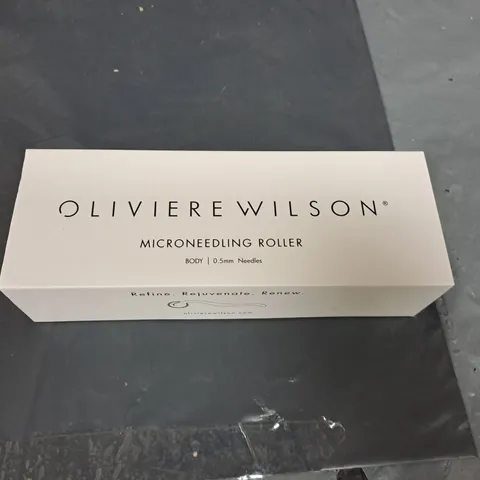 OLIVIERE WILSON®
MICRONEEDLING ROLLER
BODY | 0.5mm Needles
Refine. Rejuvenate. Renew.
olivierewilson.com